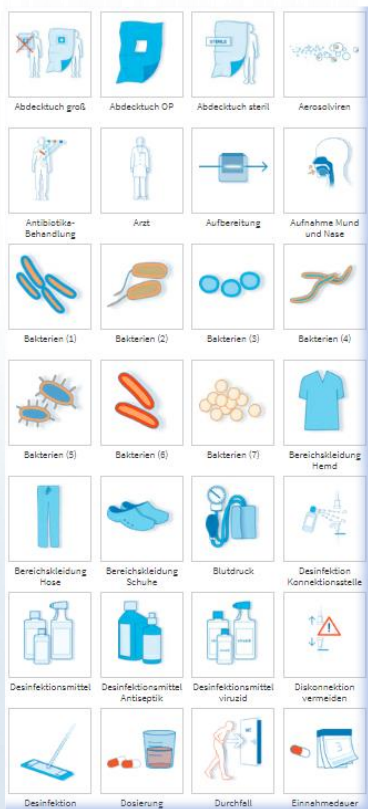 Abdecktuch groß
Abdecktuch OP
Abdecktuch steril
Aerosolviren
Antibiotika-
Behandlung
Arzt
Aufbereitung
Aufnahme Mund
und Nase
Bakterien (1)
Bakterien (2)
Bakterien (3)
Bakterien (4)
Bakterien (5)
Bakterien (6)
Bakterien (7)
Bereichskleidung
Hemd
Bereichskleidung
Hose
Bereichskleidung
Schuhe
Blutdruck
Desinfektion
Konnektionsstelle
Desinfektionsmittel
Desinfektionsmittel
Antiseptik
Desinfektionsmittel
viruzid
Diskonnektion
vermeiden
Desinfektion
Dosierung
Durchfall
Einnahmedauer